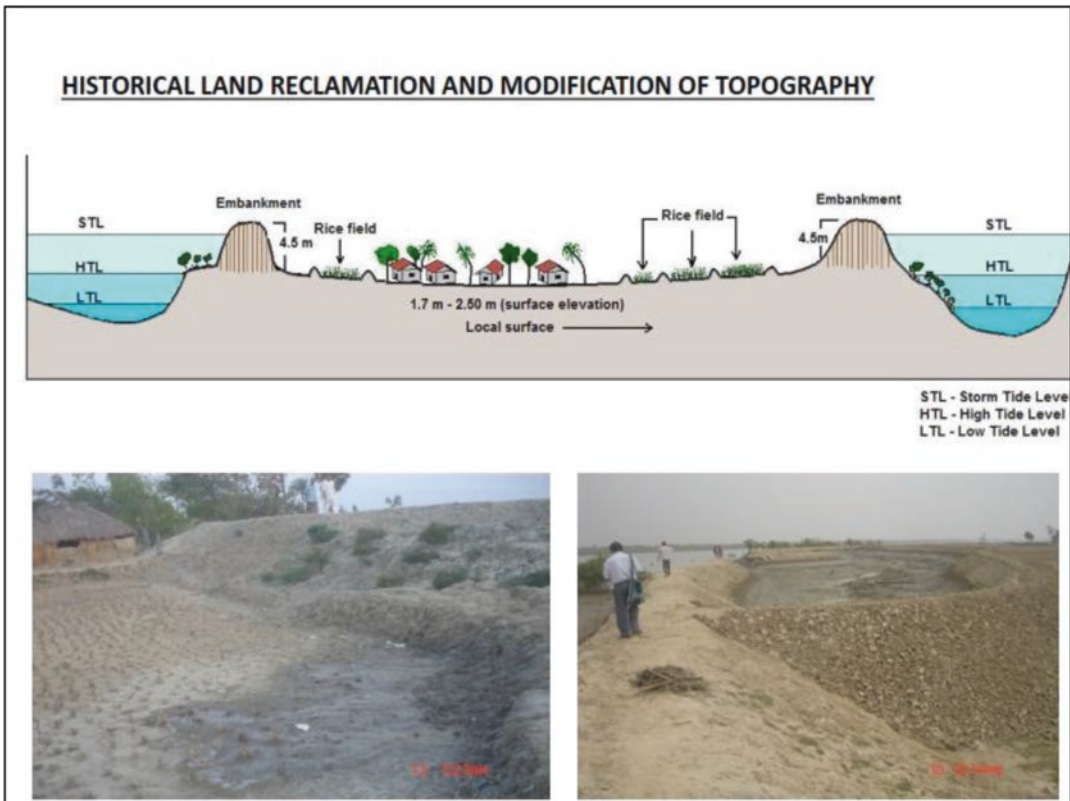 HISTORICAL LAND RECLAMATION AND MODIFICATION OF TOPOGRAPHY
Embankment
Embankment
STL
Rice field
Rice field
STL
4.5 m
4.5m
HTL
HTL
LTL
LTL
1.7 m - 2.50 m (surface elevation)
Local surface
STL - Storm Tide Leve
HTL - High Tide Level
LTL - Low Tide Level